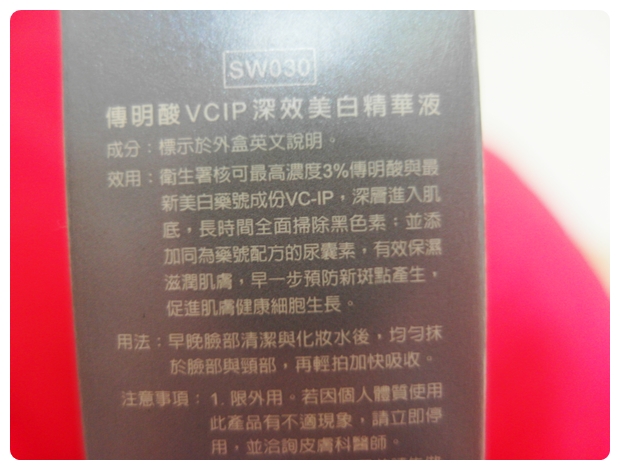 SW030
傳明酸VCIP深效美白精華液
成分：標示於外盒英文說明。
效用：衛生署核可最高濃度3%傳明酸與最
新美白藥號成份VC-IP，深層進入肌
底，長時間全面掃除黑色素；並添
加同為藥號配方的尿囊素，有效保濕
滋潤肌膚，早一步預防新斑點產生，
促進肌膚健康細胞生長。
用法：早晚臉部清潔與化妝水後，均勻抹
於臉部與頸部，再輕拍加快吸收。
注意事項：1. 限外用。若因個人體質使用
此產品有不適現象，請立即停
用，並洽詢皮膚科醫師。